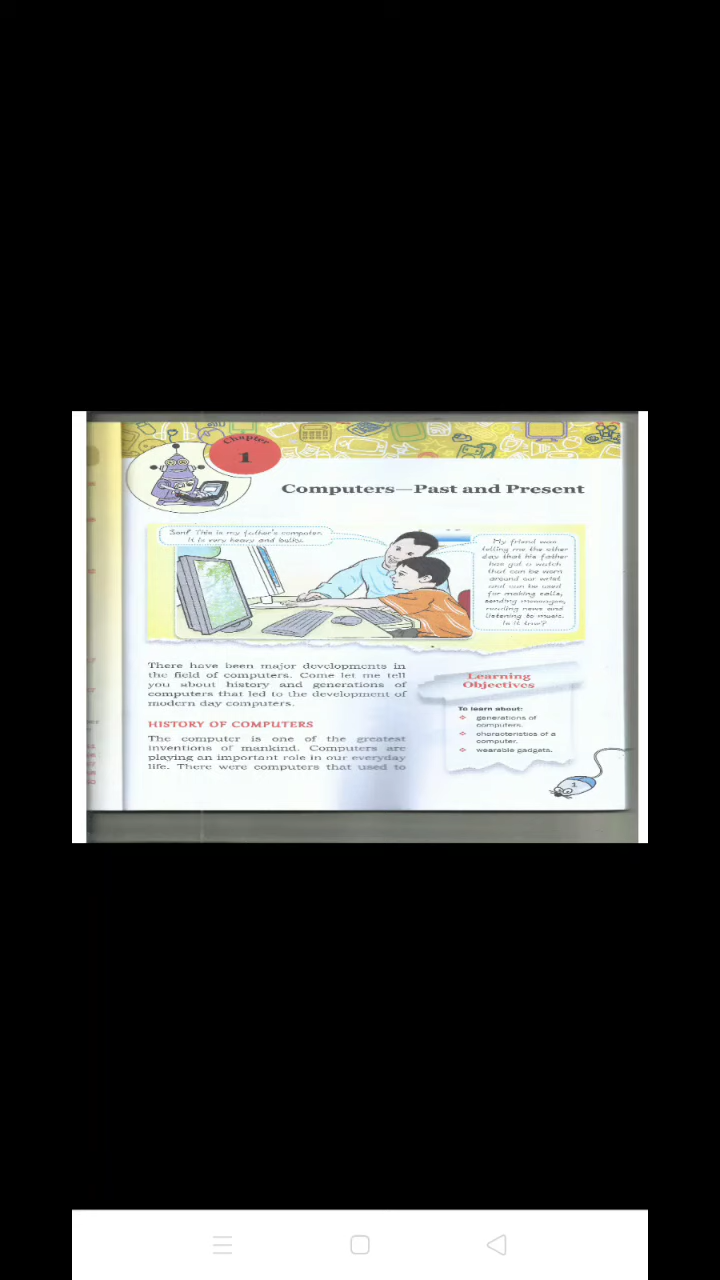 Chapter
1
Computers—Past and Present
This is my father's computer.
It is very heavy and bulky.
My friend was
telling me the other
day that his father
has got a watch
that can be worn
around our wrist
and can be used
for making calls,
sending messages,
reading news and
listening to music.
Is it true?
There have been major developments in
the field of computers. Come let me tell
you about history and generations of
computers that led to the development of
modern day computers.
HISTORY OF COMPUTERS
The computer is one of the greatest
inventions of mankind. Computers are
playing an important role in our everyday
life. There were computers that used to
Learning
Objectives
To learn about:
generations of
computers.
characteristics of a
computer.
wearable gadgets.
1